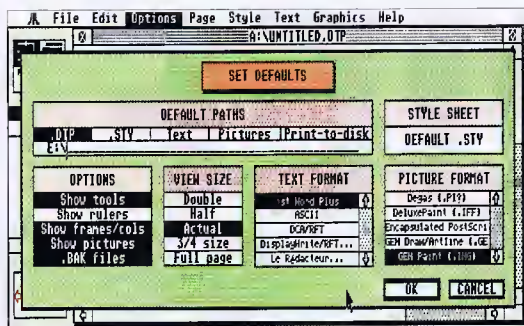 File Edit Options Page Style Text Graphics Help
A:\UNTITLED.DTP
SET DEFAULTS
DEFAULT PATHS
.DTP .STY Text Pictures Print-to-disk
E:\
STYLE SHEET
DEFAULT .STY
OPTIONS
Show tools
Show rulers
Show frames/cols
Show pictures
.BAK files
VIEW SIZE
Double
Half
Actual
3/4 size
Full page
TEXT FORMAT
1st Word Plus
ASCII
DCA/RFT
DisplayWrite/RFT...
Le Rédacteur...
PICTURE FORMAT
Degas (.PI?)
DeluxePaint (.IFF)
Encapsulated PostScri
GEM Draw/Artline (.GE
GEM Paint (.IMG)
OK CANCEL